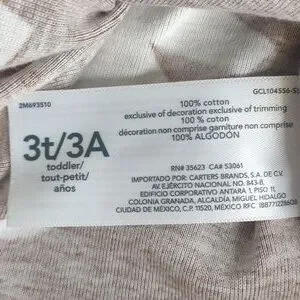 2M693510
GCL104556-S
100% cotton
exclusive of decoration exclusive of trimming
100 % coton
décoration non comprise garniture non comprise
100% ALGODÓN
3t/3A
toddler/
tout-petit/
años
RN# 35623 CA# 53061
IMPORTADO POR: CARTERS BRANDS, S.A. DE C.V.
AV. EJÉRCITO NACIONAL NO. 843-B,
EDIFICIO CORPORATIVO ANTARA 1, PISO 11,
COLONIA GRANADA, ALCALDÍA MIGUEL HIDALGO
CIUDAD DE MÉXICO, C.P. 11520, MÉXICO RFC